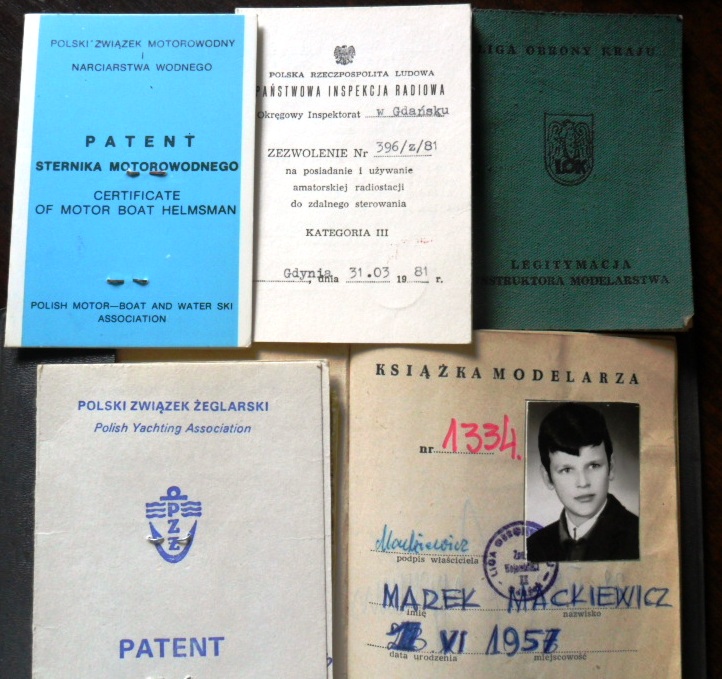 POLSKI ZWIĄZEK MOTOROWODNY
i
NARCIARSTWA WODNEGO
PATENT
STERNIKA MOTOROWODNEGO
CERTIFICATE
OF MOTOR BOAT HELMSMAN
POLISH MOTOR—BOAT AND WATER SKI
ASSOCIATION
POLSKA RZECZPOSPOLITA LUDOWA
PAŃSTWOWA INSPEKCJA RADIOWA
Okręgowy Inspektorat w Gdańsku
ZEZWOLENIE Nr 396/z/81
na posiadanie i używanie
amatorskiej radiostacji
do zdalnego sterowania
KATEGORIA III
Gdynia, dnia 31.03 1981 r.
LIGA OBRONY KRAJU
LOK
LEGITYMACJA
INSTRUKTORA MODELARSTWA
POLSKI ZWIĄZEK ŻEGLARSKI
Polish Yachting Association
PZŻ
PATENT
KSIĄŻKA MODELARZA
nr 1334.
Mackiewicz
podpis właściciela
LIGA
MAREK MACKIEWICZ
imię nazwisko
VI 1957
data urodzenia miejscowość